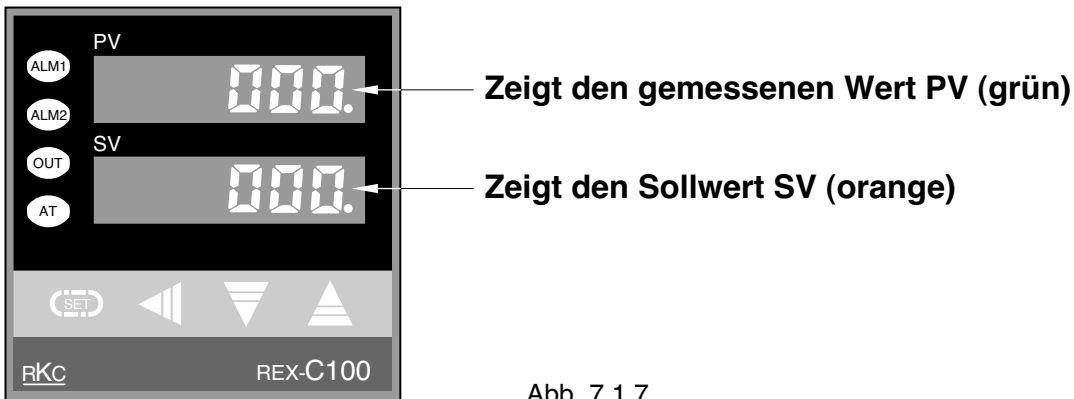 PV
ALM1
000. Zeigt den gemessenen Wert PV (grün)
ALM2
SV
OUT
000. Zeigt den Sollwert SV (orange)
AT
SET
RKC REX-C100
Abb. 7.1.7